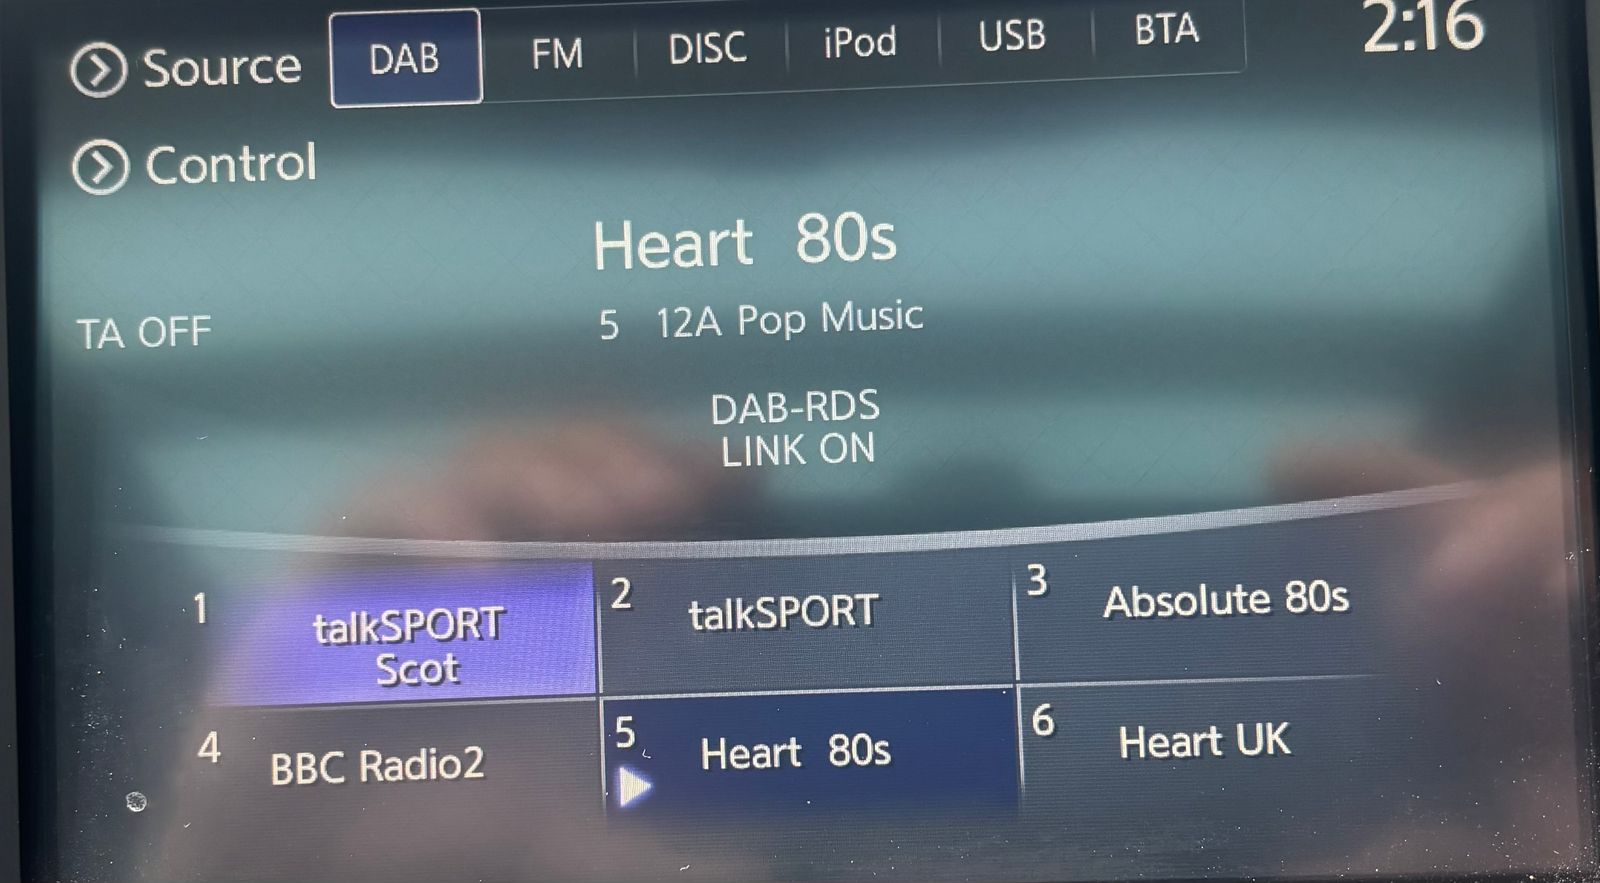 Source DAB FM DISC iPod USB BTA 2:16
Control
Heart 80s
TA OFF
5 12A Pop Music
DAB-RDS
LINK ON
1 talkSPORT
Scot
2 talkSPORT
3 Absolute 80s
4 BBC Radio2
5 Heart 80s
6 Heart UK